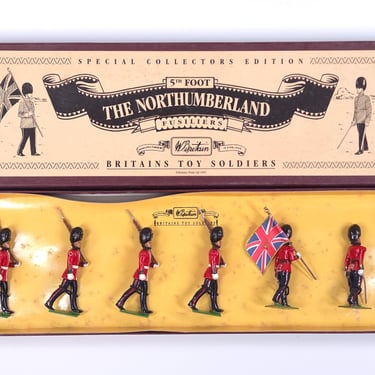 SPECIAL COLLECTORS EDITION
5TH FOOT
THE NORTHUMBERLAND
FUSILIERS
W. Britain
BRITAINS TOY SOLDIERS
W. Britain
BRITAINS TOY SOLDIERS